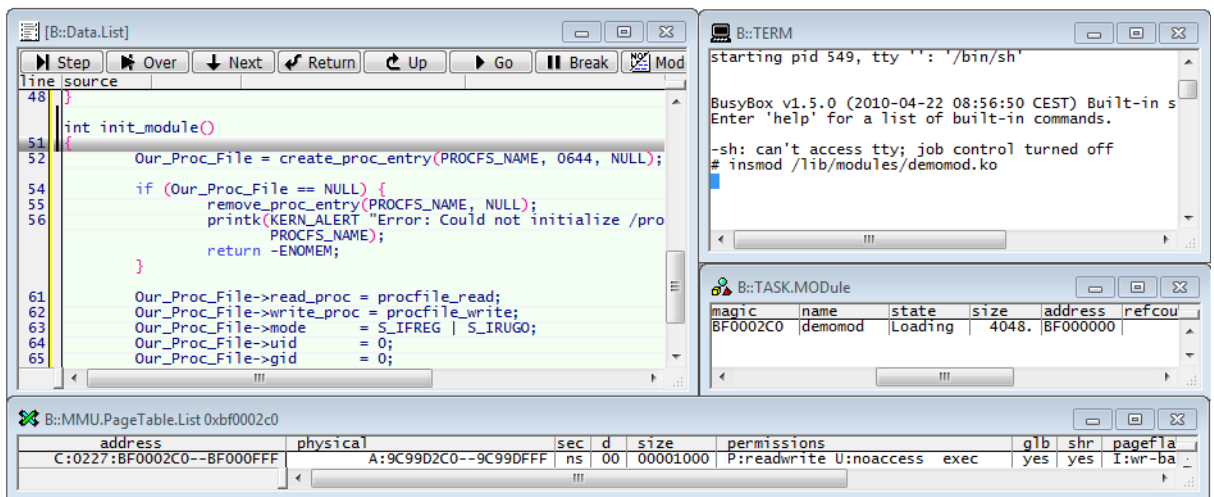 [B::Data.List]
Step Over Next Return Up Go Break Mod
line source
48 }
int init_module()
51 {
52 Our_Proc_File = create_proc_entry(PROCFS_NAME, 0644, NULL);
54 if (Our_Proc_File == NULL) {
55 remove_proc_entry(PROCFS_NAME, NULL);
56 printk(KERN_ALERT "Error: Could not initialize /pro
PROCFS_NAME);
return -ENOMEM;
}
61 Our_Proc_File->read_proc = procfile_read;
62 Our_Proc_File->write_proc = procfile_write;
63 Our_Proc_File->mode = S_IFREG | S_IRUGO;
64 Our_Proc_File->uid = 0;
65 Our_Proc_File->gid = 0;
B::TERM
starting pid 549, tty '': '/bin/sh'
BusyBox v1.5.0 (2010-04-22 08:56:50 CEST) Built-in s
Enter 'help' for a list of built-in commands.
-sh: can't access tty; job control turned off
# insmod /lib/modules/demomod.ko
B::TASK.MODule
magic name state size address refcou
BF0002C0 demomod Loading 4048. BF000000
B::MMU.PageTable.List 0xbf0002c0
address physical sec d size permissions glb shr pagefla
C:0227:BF0002C0--BF000FFF A:9C99D2C0--9C99DFFF ns 00 00001000 P:readwrite U:noaccess exec yes yes I:wr-ba